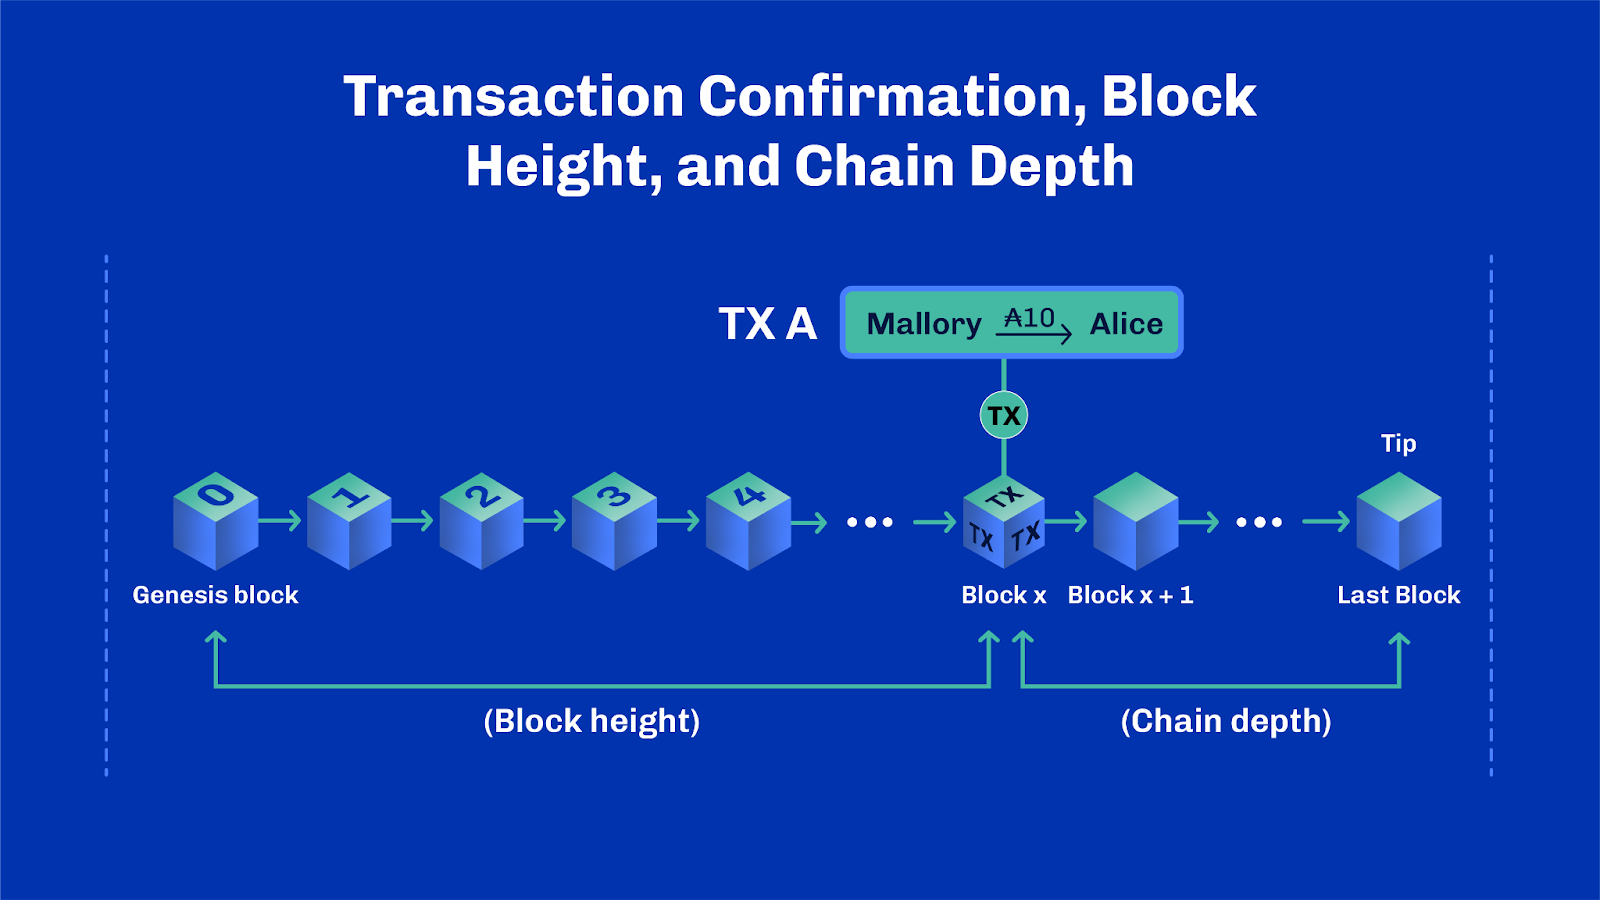 Transaction Confirmation, Block
Height, and Chain Depth
TX A
Mallory ₳10 Alice
TX
Tip
0
1
2
3
4
•••
TX
TX
TX
•••
Genesis block
Block x
Block x + 1
Last Block
(Block height)
(Chain depth)